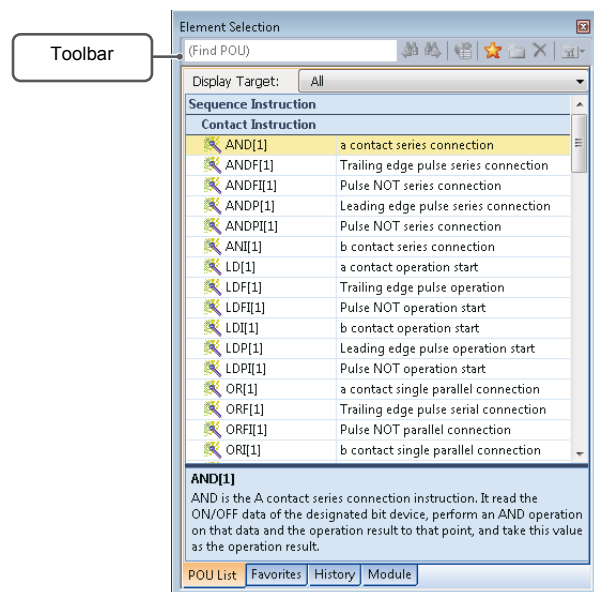 Toolbar
Element Selection
(Find POU)
Display Target: All
Sequence Instruction
Contact Instruction
AND[1] a contact series connection
ANDF[1] Trailing edge pulse series connection
ANDFI[1] Pulse NOT series connection
ANDP[1] Leading edge pulse series connection
ANDPI[1] Pulse NOT series connection
ANI[1] b contact series connection
LD[1] a contact operation start
LDF[1] Trailing edge pulse operation
LDFI[1] Pulse NOT operation start
LDI[1] b contact operation start
LDP[1] Leading edge pulse operation start
LDPI[1] Pulse NOT operation start
OR[1] a contact single parallel connection
ORF[1] Trailing edge pulse serial connection
ORFI[1] Pulse NOT parallel connection
ORI[1] b contact single parallel connection
AND[1]
AND is the A contact series connection instruction. It read the
ON/OFF data of the designated bit device, perform an AND operation
on that data and the operation result to that point, and take this value
as the operation result.
POU List Favorites History Module